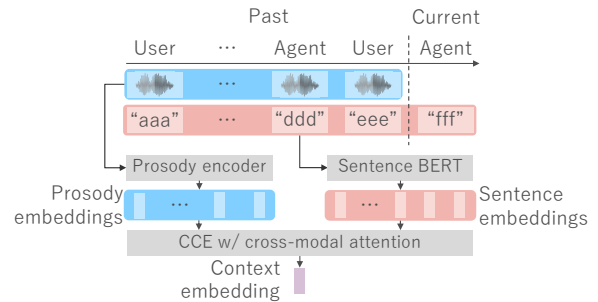 Past
Current
User … Agent User Agent
“aaa” … “ddd” “eee” “fff”
…
Prosody encoder
Sentence BERT
Prosody
embeddings
…
…
Sentence
embeddings
CCE w/ cross-modal attention
Context
embedding